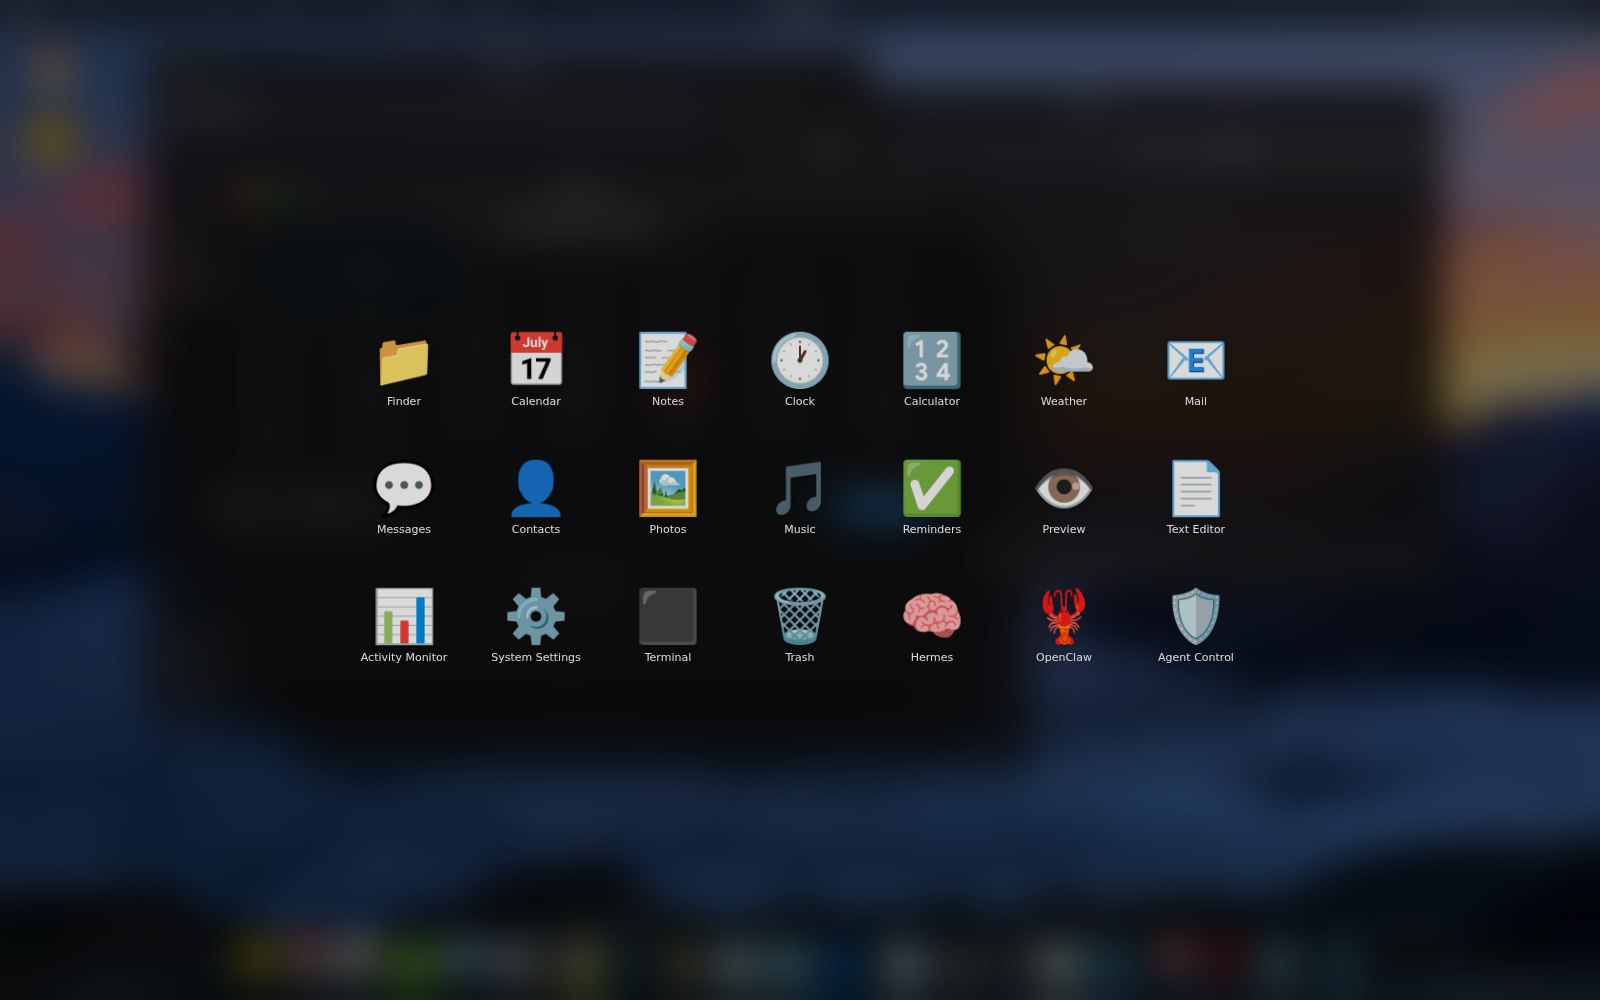 July
17
1 2
3 4
E
Finder
Calendar
Notes
Clock
Calculator
Weather
Mail
Messages
Contacts
Photos
Music
Reminders
Preview
Text Editor
Activity Monitor
System Settings
Terminal
Trash
Hermes
OpenClaw
Agent Control